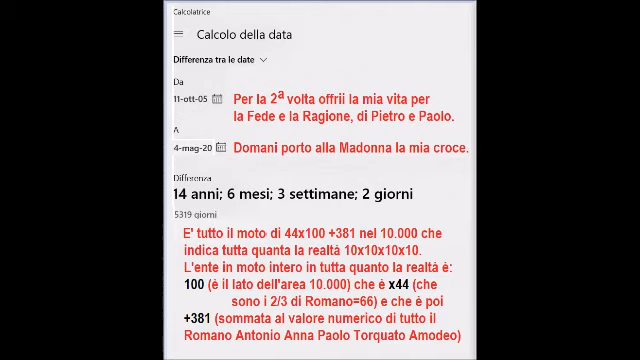 Calcolatrice
Calcolo della data
Differenza tra le date
Da
11-ott-05
Per la 2ª volta offrii la mia vita per
la Fede e la Ragione, di Pietro e Paolo.
A
4-mag-20
Domani porto alla Madonna la mia croce.
Differenza
14 anni; 6 mesi; 3 settimane; 2 giorni
5319 giorni
E' tutto il moto di 44x100 +381 nel 10.000 che
indica tutta quanta la realtà 10x10x10x10.
L'ente in moto intero in tutta quanto la realtà è:
100 (è il lato dell'area 10.000) che è x44 (che
sono i 2/3 di Romano=66) e che è poi
+381 (sommata al valore numerico di tutto il
Romano Antonio Anna Paolo Torquato Amodeo)